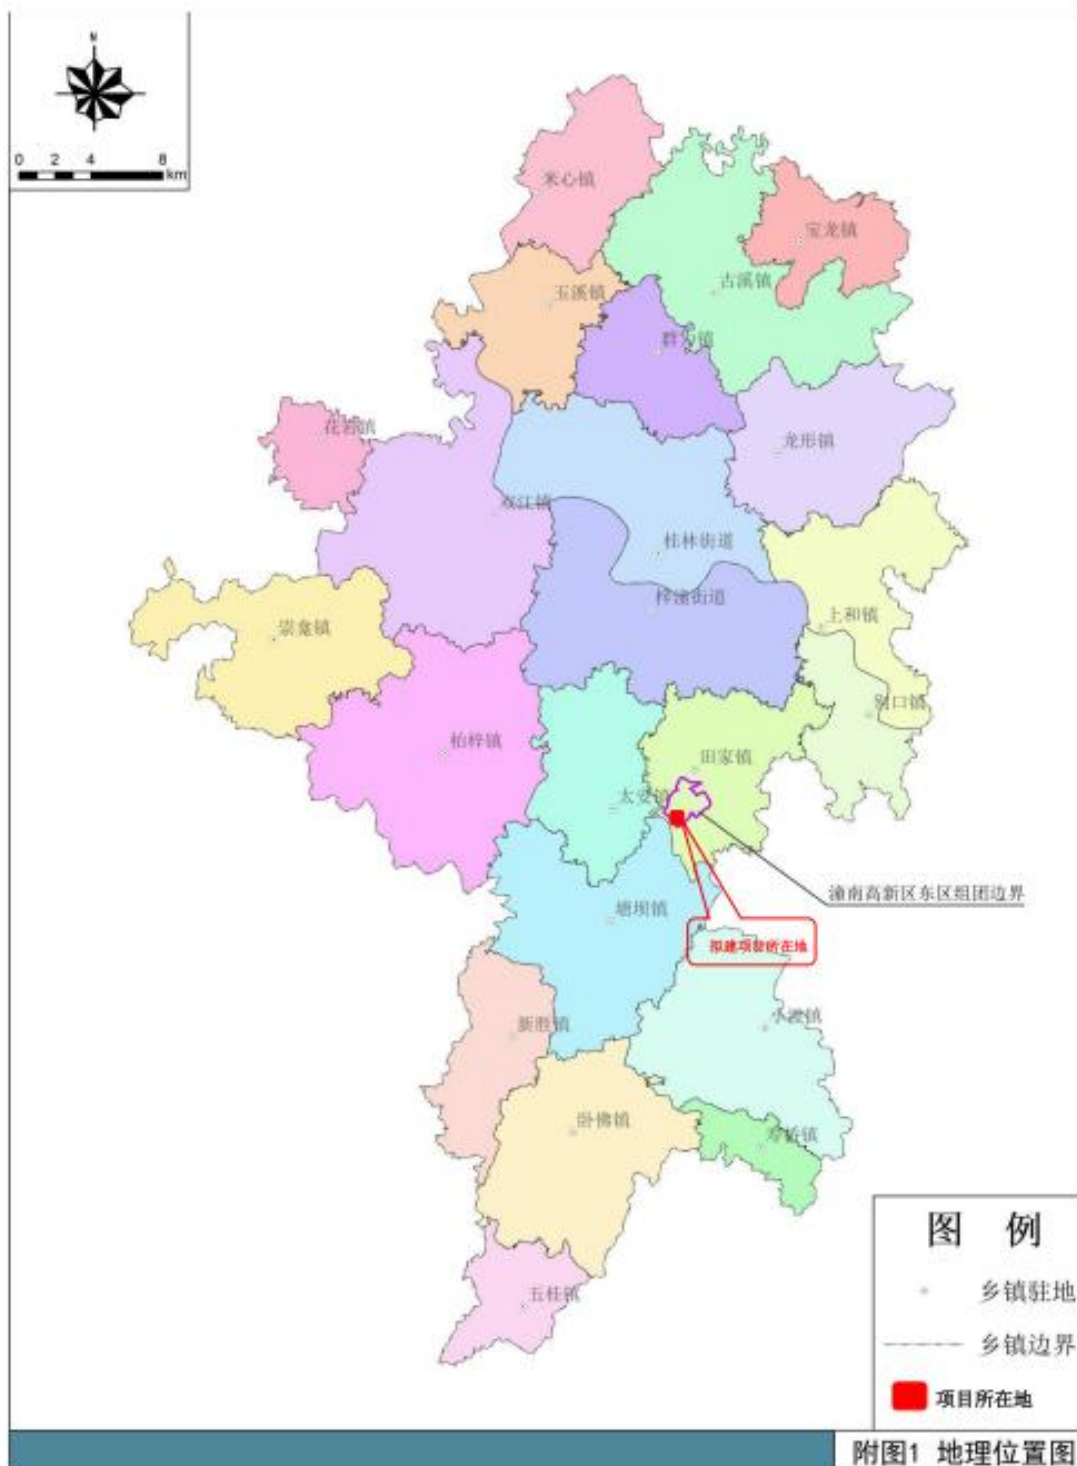 N
0 2 4 8
km
米心镇
宝龙镇
古溪镇
玉溪镇
群力镇
花岩镇
龙形镇
双江镇
桂林街道
梓潼街道
上和镇
崇龛镇
别口镇
柏梓镇
田家镇
太安镇
潼南高新区东区组团边界
塘坝镇
拟建项目所在地
新胜镇
小渡镇
卧佛镇
寿桥镇
五桂镇
图 例
乡镇驻地
乡镇边界
项目所在地
附图1 地理位置图